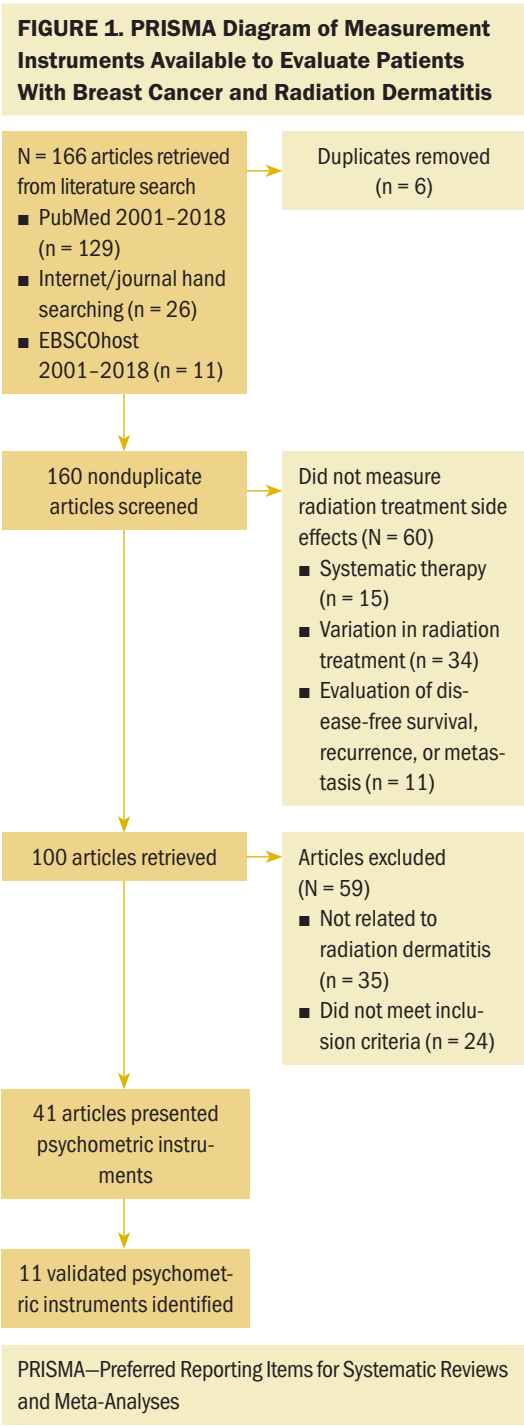 FIGURE 1. PRISMA Diagram of Measurement
Instruments Available to Evaluate Patients
With Breast Cancer and Radiation Dermatitis
N = 166 articles retrieved
from literature search
■ PubMed 2001–2018
(n = 129)
■ Internet/journal hand
searching (n = 26)
■ EBSCOhost
2001–2018 (n = 11)
Duplicates removed
(n = 6)
160 nonduplicate
articles screened
Did not measure
radiation treatment side
effects (N = 60)
■ Systematic therapy
(n = 15)
■ Variation in radiation
treatment (n = 34)
■ Evaluation of dis-
ease-free survival,
recurrence, or metas-
tasis (n = 11)
100 articles retrieved
Articles excluded
(N = 59)
■ Not related to
radiation dermatitis
(n = 35)
■ Did not meet inclu-
sion criteria (n = 24)
41 articles presented
psychometric instru-
ments
11 validated psychomet-
ric instruments identified
PRISMA—Preferred Reporting Items for Systematic Reviews
and Meta-Analyses